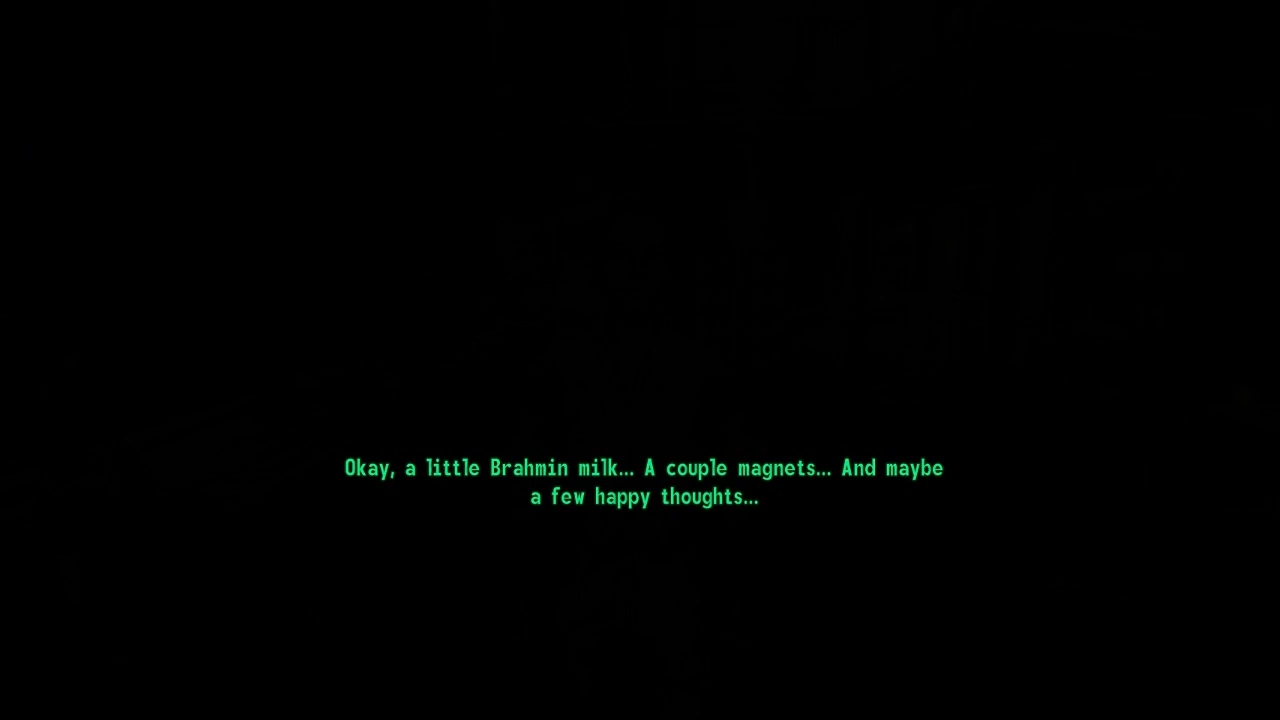 Okay, a little Brahmin milk... A couple magnets... And maybe
a few happy thoughts...